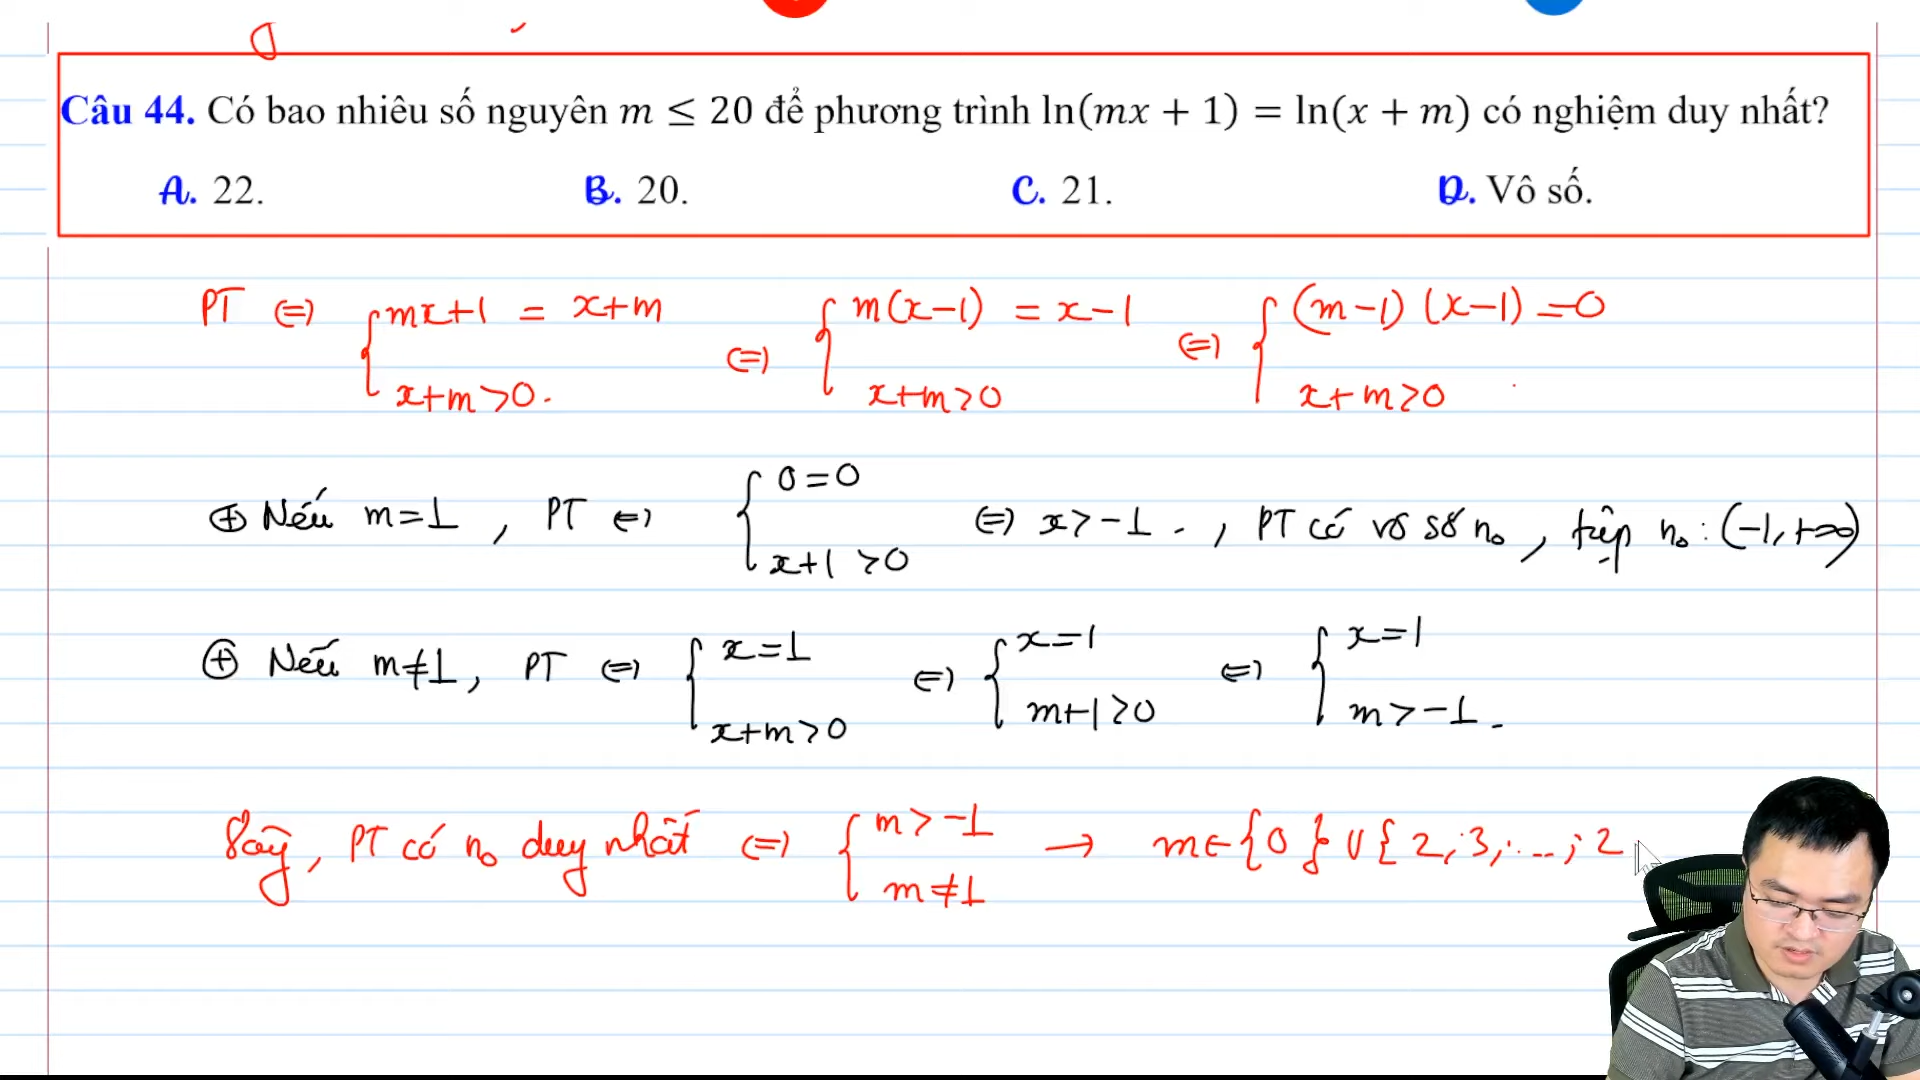 Câu 44. Có bao nhiêu số nguyên m ≤ 20 để phương trình ln(mx + 1) = ln(x + m) có nghiệm duy nhất?
A. 22. B. 20. C. 21. D. Vô số.
PT ⇔ { mx+1 = x+m ⇔ { m(x-1) = x-1 ⇔ { (m-1)(x-1) = 0
x+m>0. x+m>0 x+m>0
⊕ Nếu m=1, PT ⇔ { 0=0 ⇔ x>-1., PT có vô số n₀, tập n₀: (-1,+∞)
x+1>0
⊕ Nếu m≠1, PT ⇔ { x=1 ⇔ { x=1 ⇔ { x=1
x+m>0 m+1>0 m>-1.
Vậy, PT có n₀ duy nhất ⇔ { m>-1 → m∈{0}∪{2;3;...;2
m≠1